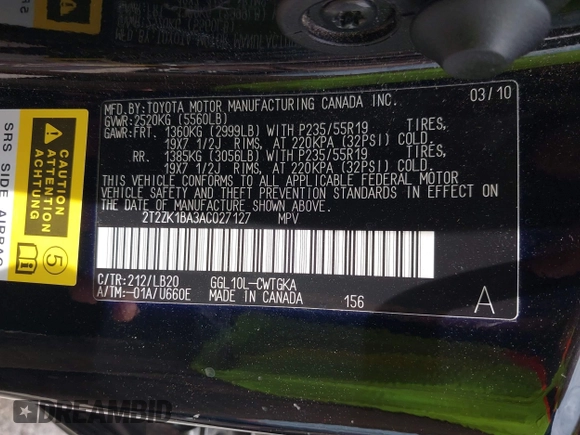 MFD.BY:TOYOTA MOTOR MANUFACTURING CANADA INC. 03/10
GVWR:2520KG (5560LB)
GAWR:FRT. 1360KG (2999LB) WITH P235/55R19 TIRES,
19X7 1/2J RIMS, AT 220KPA (32PSI) COLD.
RR. 1385KG (3056LB) WITH P235/55R19 TIRES,
19X7 1/2J RIMS, AT 220KPA (32PSI) COLD.
THIS VEHICLE CONFORMS TO ALL APPLICABLE FEDERAL MOTOR
VEHICLE SAFETY AND THEFT PREVENTION STANDARDS IN EFFECT ON
THE DATE OF MANUFACTURE SHOWN ABOVE.
2T2ZK1BA3AC027127 MPV
C/TR:212/LB20 GGL10L-CWTGKA
A/TM:-01A/U660E MADE IN CANADA 156 A
SRS SIDE AIRBAG
CAUTION
ATTENTION
ACHTUNG
5
DREAMBID